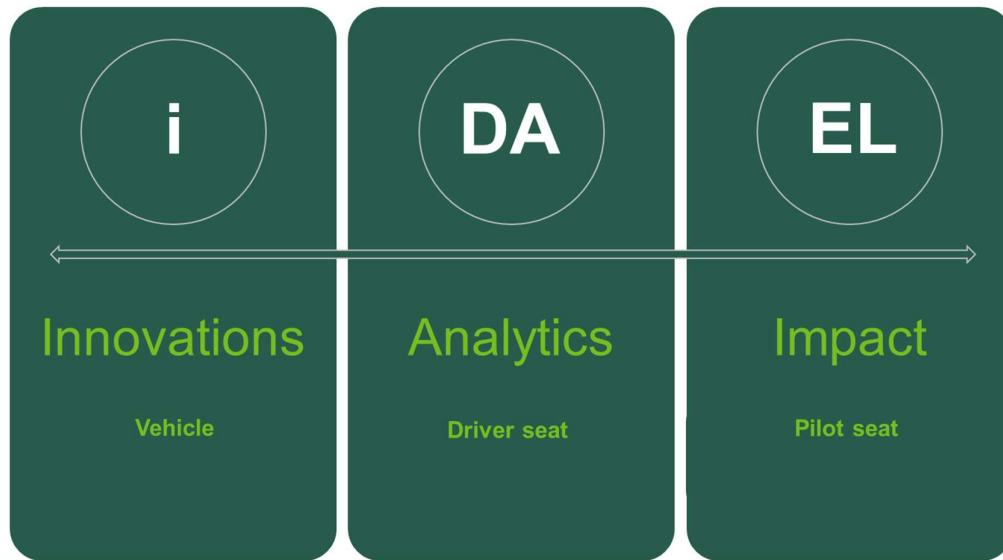 i
DA
EL
Innovations
Analytics
Impact
Vehicle
Driver seat
Pilot seat